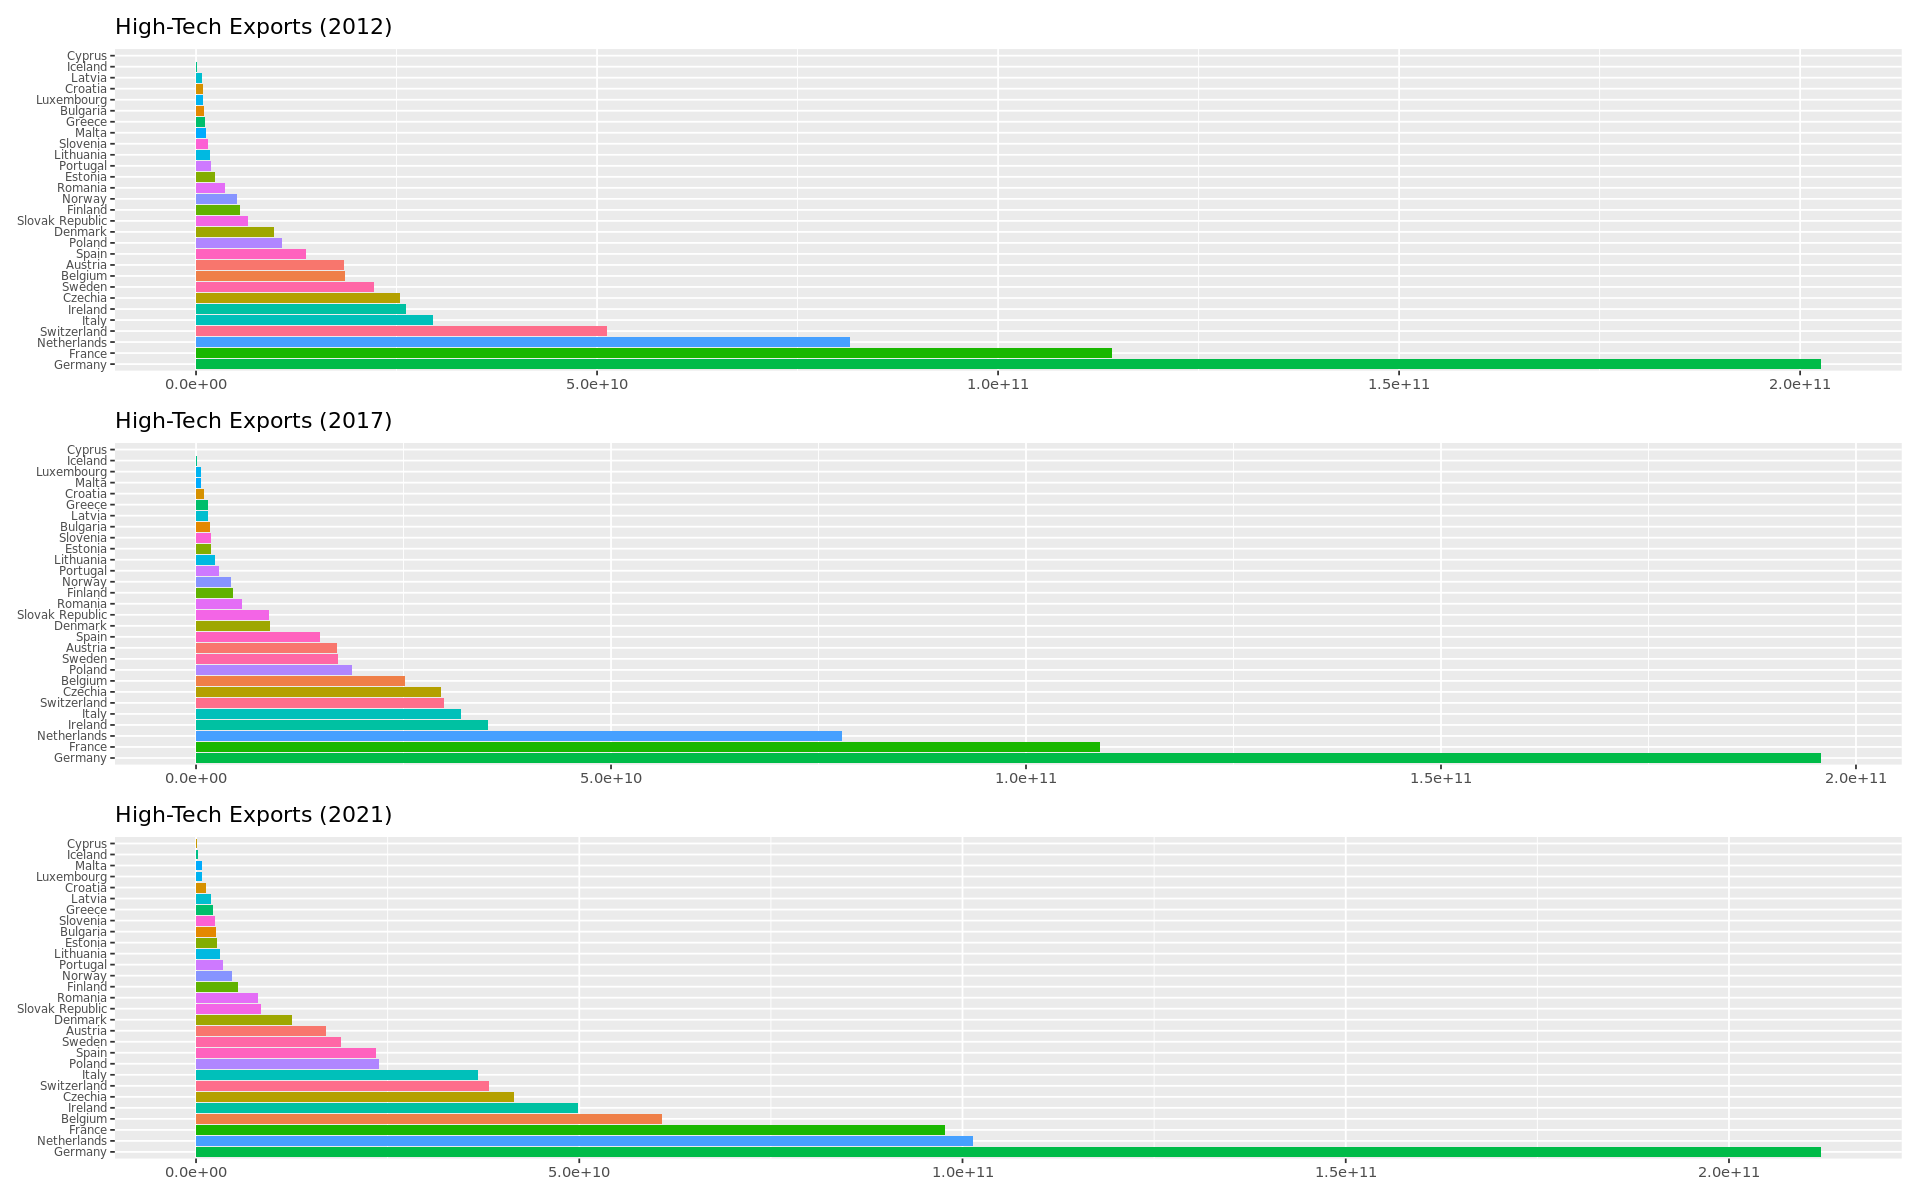 High-Tech Exports (2012)
Cyprus
Iceland
Latvia
Croatia
Luxembourg
Bulgaria
Greece
Malta
Slovenia
Lithuania
Portugal
Estonia
Romania
Norway
Finland
Slovak Republic
Denmark
Poland
Spain
Austria
Belgium
Sweden
Czechia
Ireland
Italy
Switzerland
Netherlands
France
Germany
0.0e+00 5.0e+10 1.0e+11 1.5e+11 2.0e+11
High-Tech Exports (2017)
Cyprus
Iceland
Luxembourg
Malta
Croatia
Greece
Latvia
Bulgaria
Slovenia
Estonia
Lithuania
Portugal
Norway
Finland
Romania
Slovak Republic
Denmark
Spain
Austria
Sweden
Poland
Belgium
Czechia
Switzerland
Italy
Ireland
Netherlands
France
Germany
0.0e+00 5.0e+10 1.0e+11 1.5e+11 2.0e+11
High-Tech Exports (2021)
Cyprus
Iceland
Malta
Luxembourg
Croatia
Latvia
Greece
Slovenia
Bulgaria
Estonia
Lithuania
Portugal
Norway
Finland
Romania
Slovak Republic
Denmark
Austria
Sweden
Spain
Poland
Italy
Switzerland
Czechia
Ireland
Belgium
France
Netherlands
Germany
0.0e+00 5.0e+10 1.0e+11 1.5e+11 2.0e+11